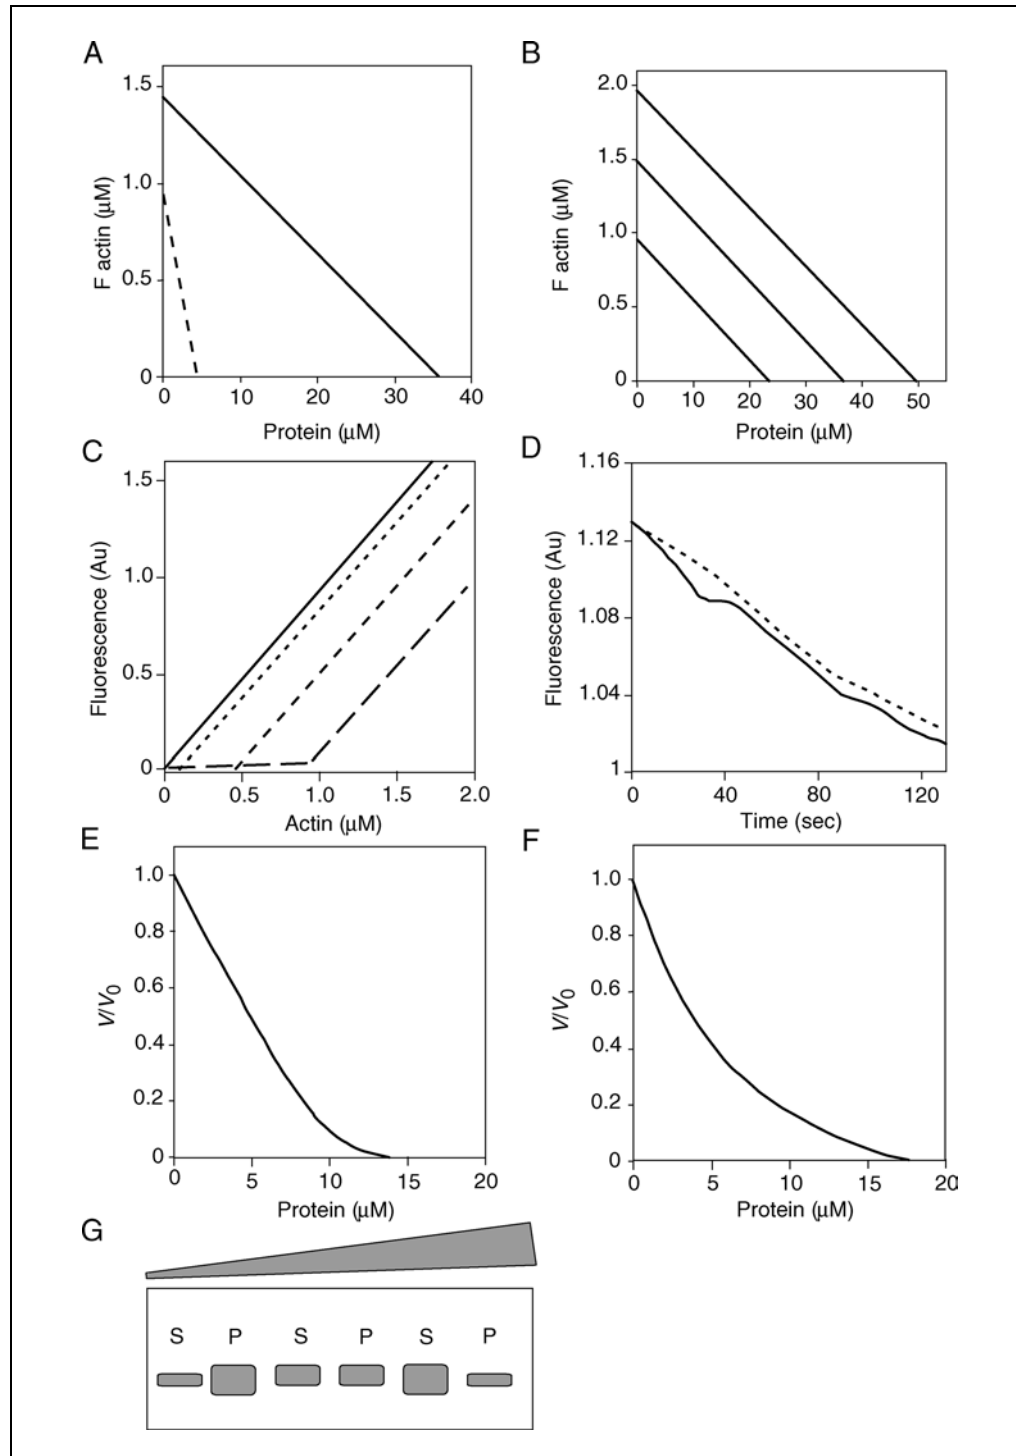 A
1.5
1.0
0.5
0
F actin (μM)
0 10 20 30 40
Protein (μM)
B
2.0
1.5
1.0
0.5
0
F actin (μM)
0 10 20 30 40 50
Protein (μM)
C
1.5
1.0
0.5
0
Fluorescence (Au)
0 0.5 1.0 1.5 2.0
Actin (μM)
D
1.16
1.12
1.08
1.04
1
Fluorescence (Au)
0 40 80 120
Time (sec)
E
1.0
0.8
0.6
0.4
0.2
0
V/V0
0 5 10 15 20
Protein (μM)
F
1.0
0.8
0.6
0.4
0.2
0
V/V0
0 5 10 15 20
Protein (μM)
G
S P S P S P